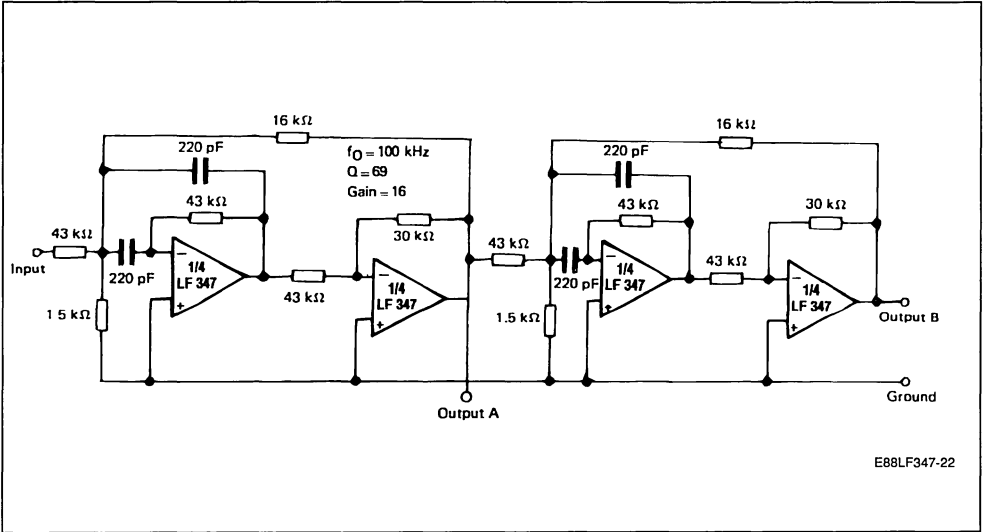 16 kΩ
220 pF
f₀ = 100 kHz
Q = 69
Gain = 16
43 kΩ
43 kΩ
30 kΩ
Input
220 pF
1/4
LF 347
−
+
43 kΩ
1/4
LF 347
−
+
1 5 kΩ
Output A
16 kΩ
220 pF
43 kΩ
43 kΩ
30 kΩ
220 pF
1/4
LF 347
−
+
43 kΩ
1/4
LF 347
−
+
1.5 kΩ
Output B
Ground
E88LF347-22